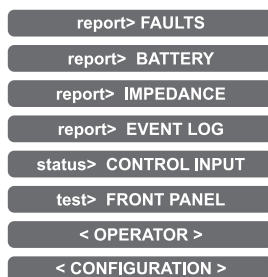 report> FAULTS
report> BATTERY
report> IMPEDANCE
report> EVENT LOG
status> CONTROL INPUT
test> FRONT PANEL
< OPERATOR >
< CONFIGURATION >